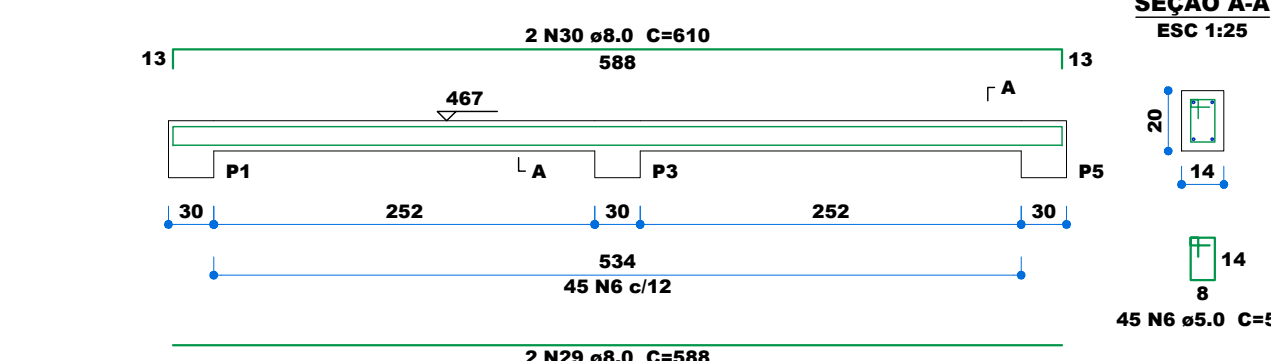 SEÇÃO A-A
ESC 1:25
2 N30 ø8.0 C=610
13 588 13
467
A
A
P1 P3 P5
30 252 30 252 30
534
45 N6 c/12
20
14
14
8
45 N6 ø5.0 C=5
2 N29 ø8.0 C=588